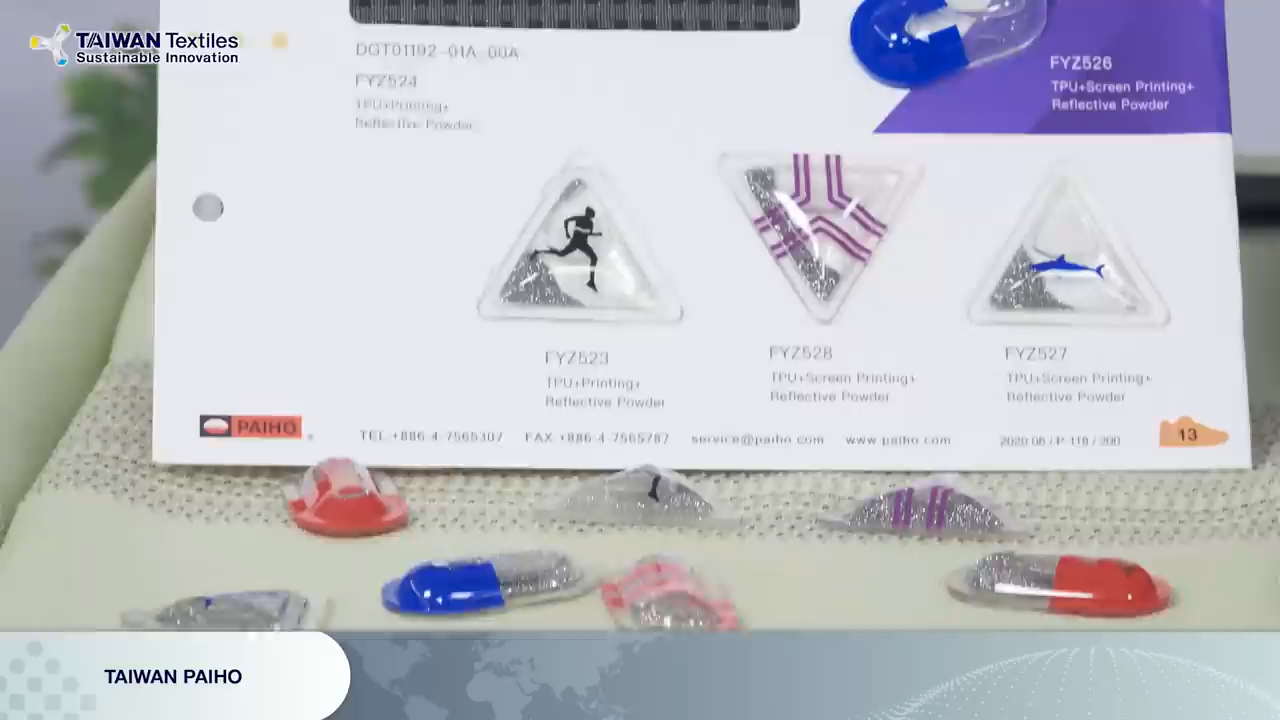 TAIWAN Textiles
Sustainable Innovation
DGT01192-01A-00A
FYZ524
TPU+Printing+
Reflective Powder
FYZ526
TPU+Screen Printing+
Reflective Powder
FYZ523
TPU+Printing+
Reflective Powder
FYZ528
TPU+Screen Printing+
Reflective Powder
FYZ527
TPU+Screen Printing+
Reflective Powder
PAIHO
TEL +886-4-7565307 FAX +886-4-7565787 service@paiho.com www.paiho.com 2020.06 / P-118 / 200
13
TAIWAN PAIHO